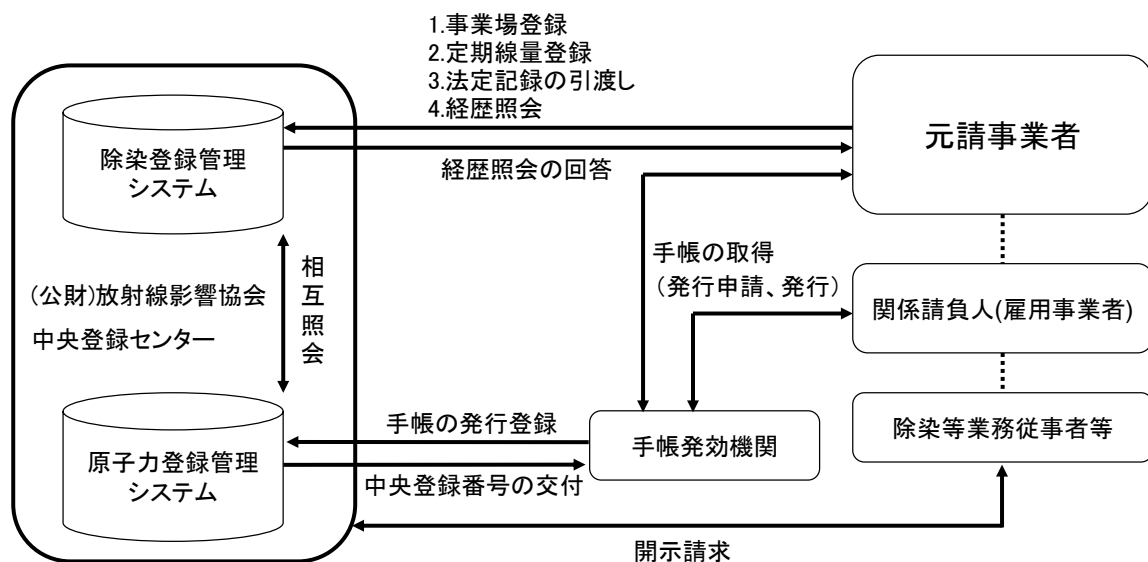 1.事業場登録
2.定期線量登録
3.法定記録の引渡し
4.経歴照会
元請事業者
除染登録管理
システム
経歴照会の回答
手帳の取得
（発行申請、発行）
相互照会
(公財)放射線影響協会
中央登録センター
関係請負人(雇用事業者)
手帳の発行登録
手帳発効機関
除染等業務従事者等
原子力登録管理
システム
中央登録番号の交付
開示請求